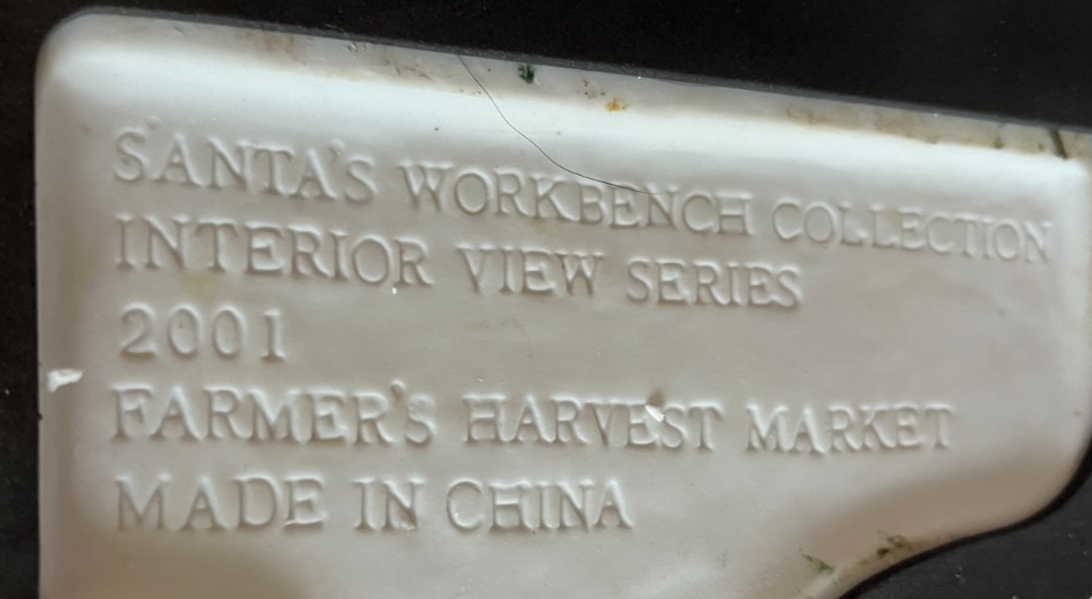 SANTA'S WORKBENCH COLLECTION
INTERIOR VIEW SERIES
2001
FARMER'S HARVEST MARKET
MADE IN CHINA